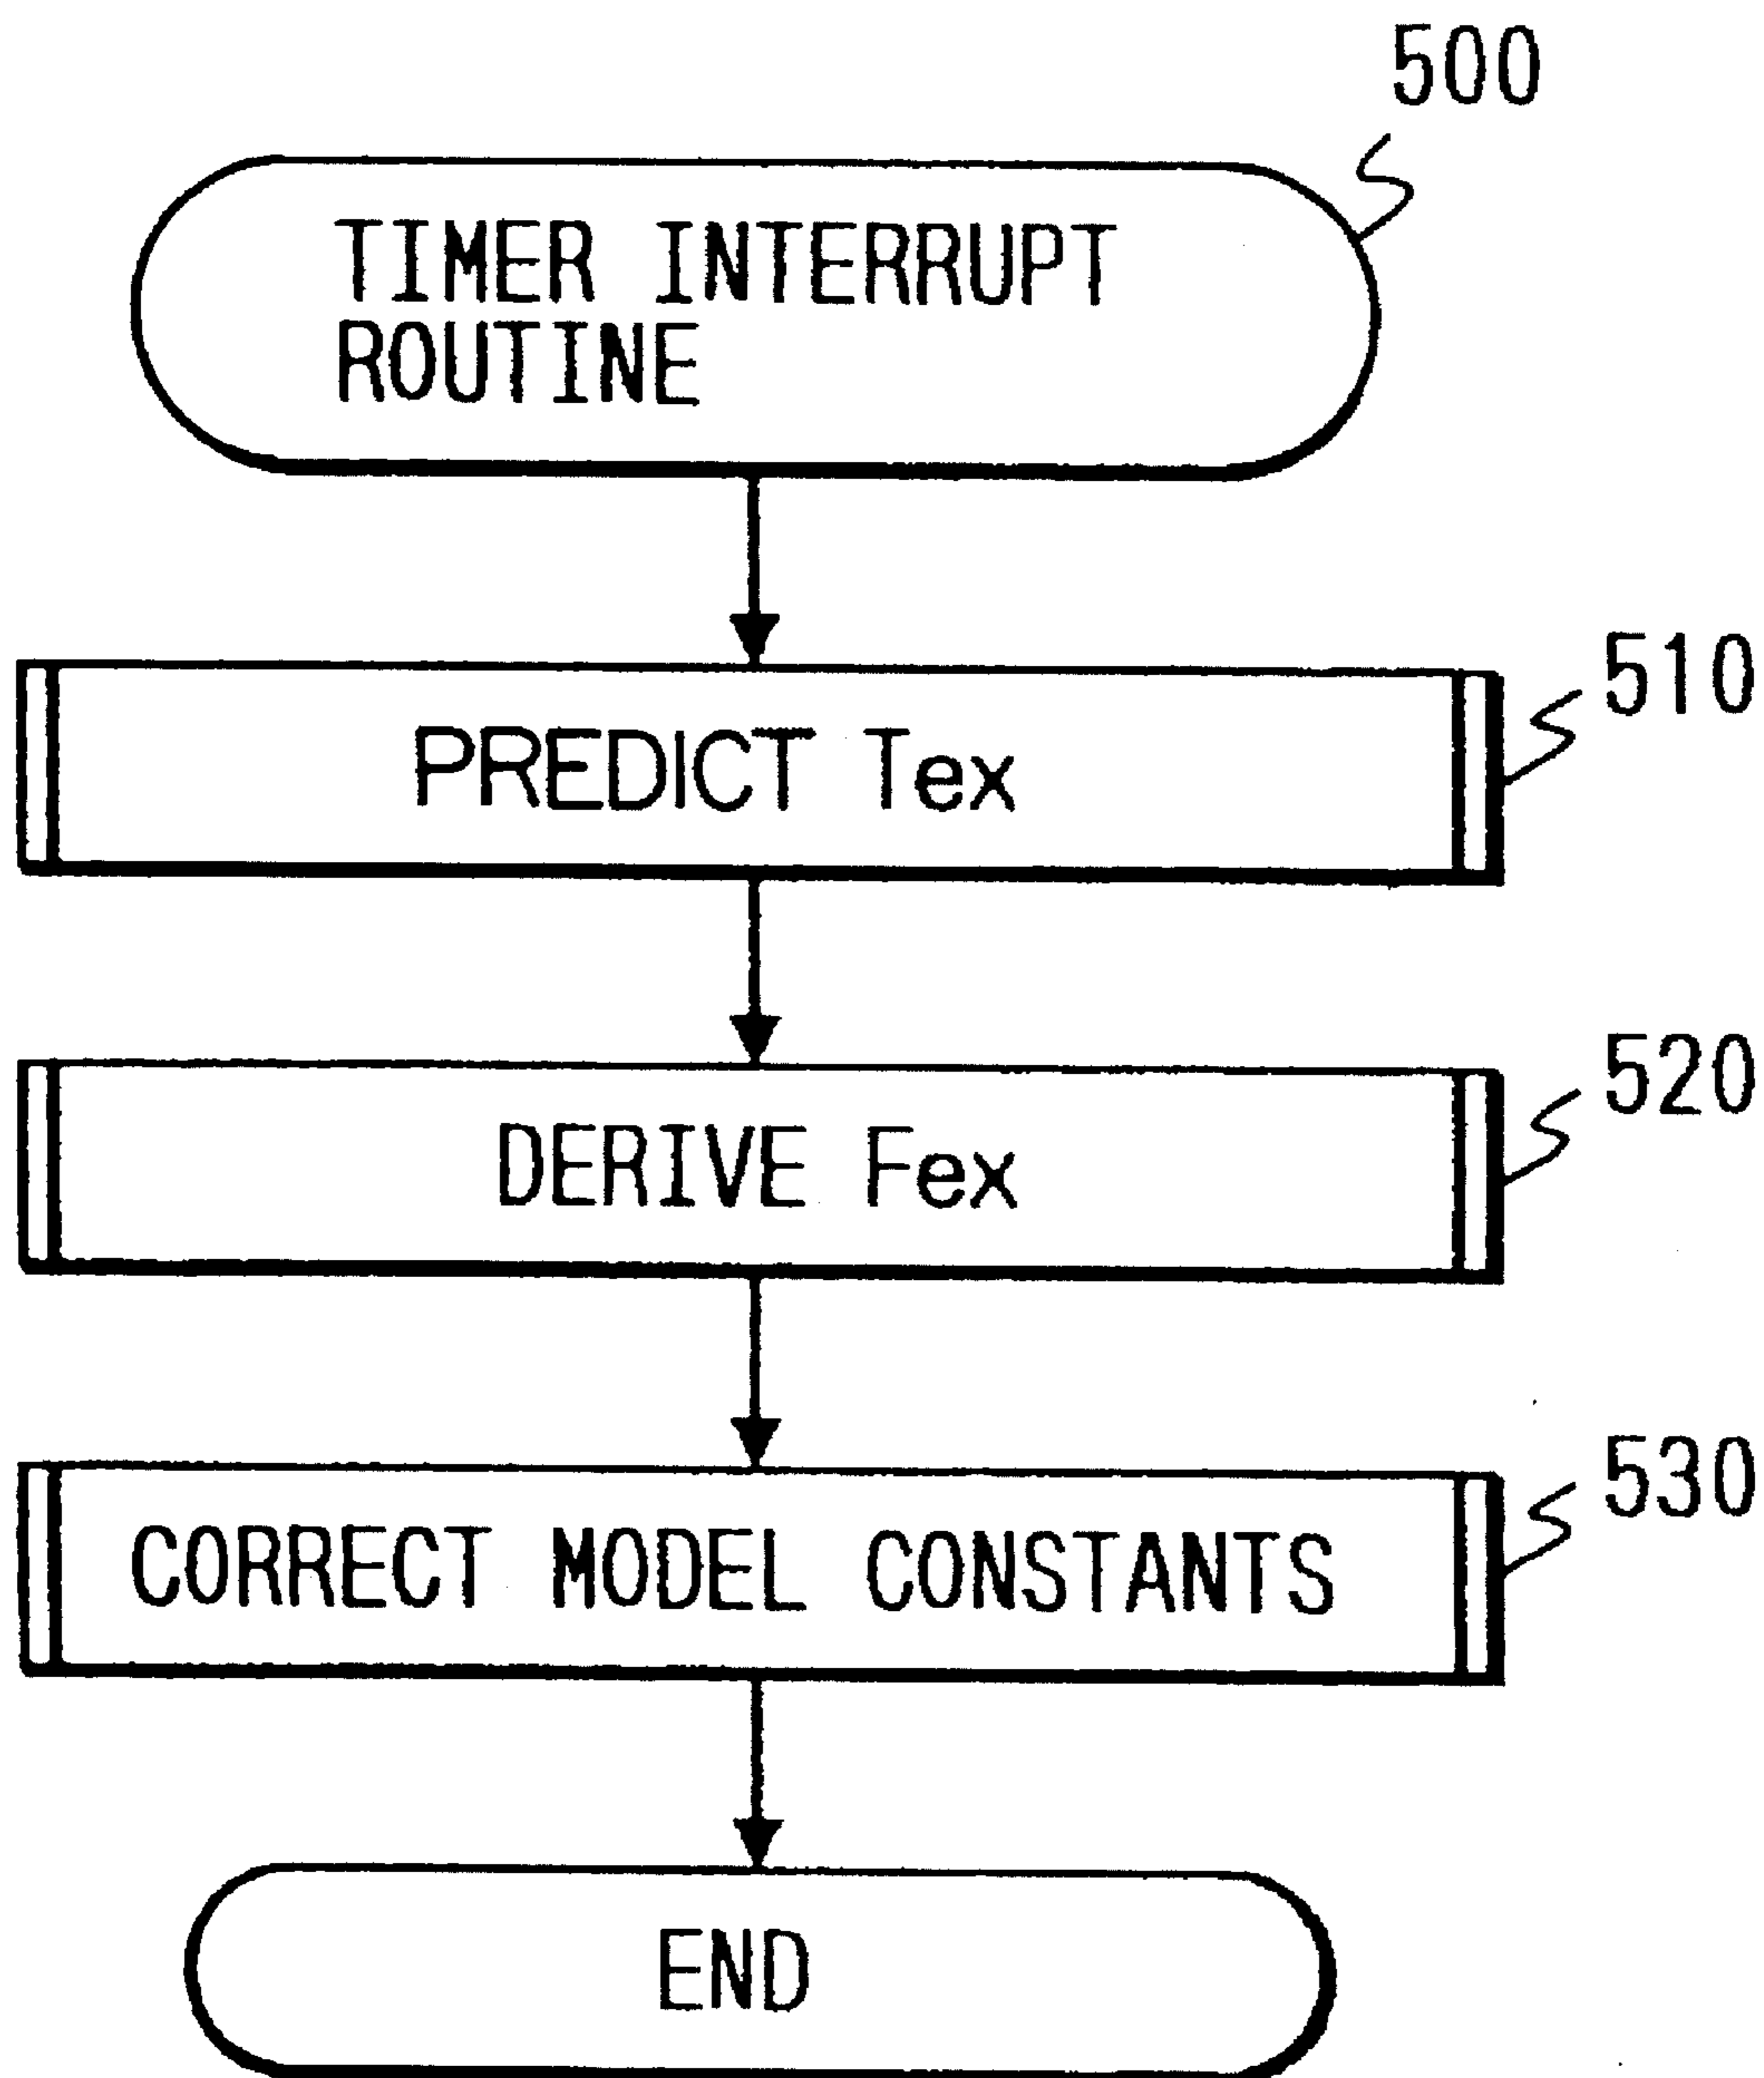 500
TIMER INTERRUPT
ROUTINE
510
PREDICT Tex
520
DERIVE Fex
530
CORRECT MODEL CONSTANTS
END